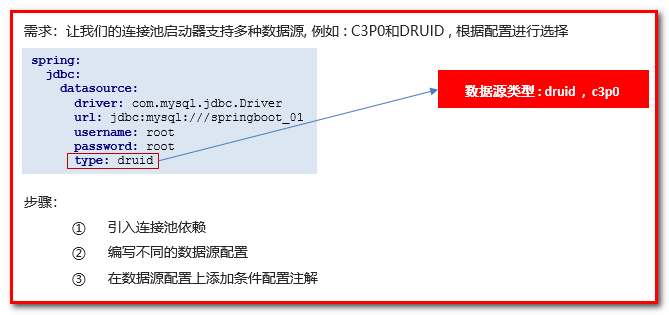 需求：让我们的连接池启动器支持多种数据源, 例如 : C3P0和DRUID , 根据配置进行选择
spring:
jdbc:
datasource:
driver: com.mysql.jdbc.Driver
url: jdbc:mysql:///springboot_01
username: root
password: root
type: druid
数据源类型 : druid , c3p0
步骤：
① 引入连接池依赖
② 编写不同的数据源配置
③ 在数据源配置上添加条件配置注解